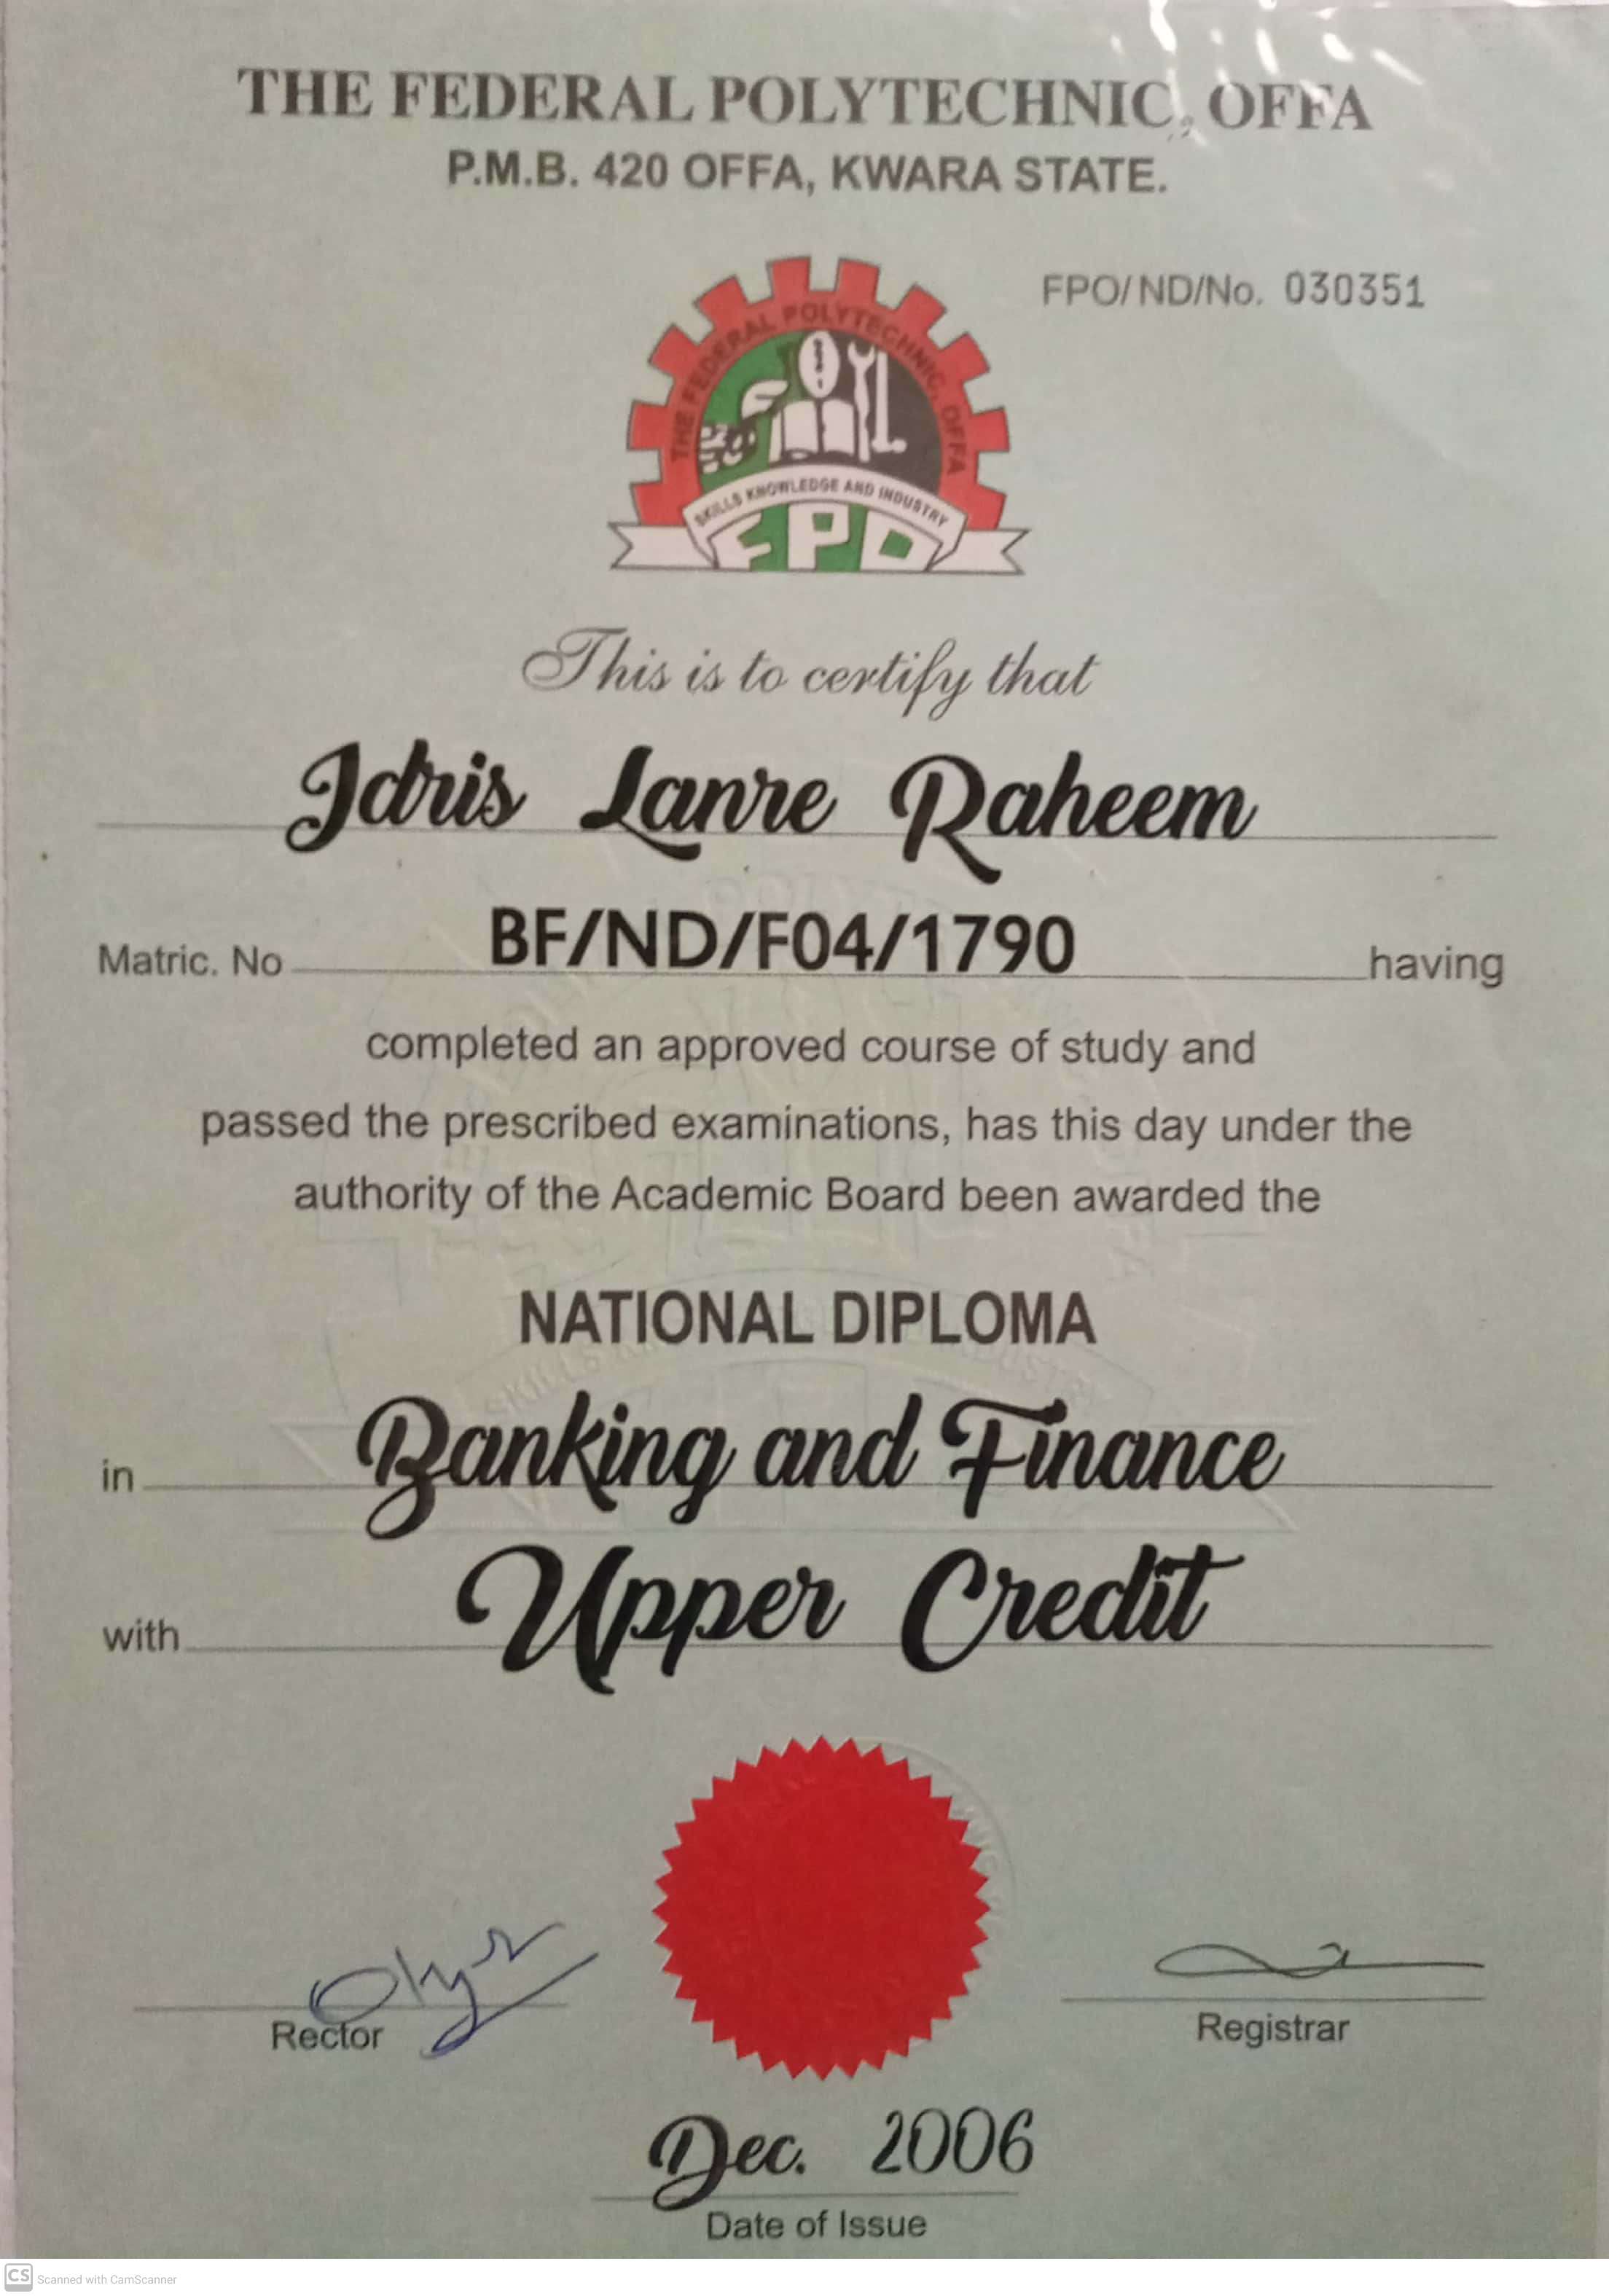 THE FEDERAL POLYTECHNIC, OFFA
P.M.B. 420 OFFA, KWARA STATE.
FPO/ND/No. 030351
THE FEDERAL POLYTECHNIC, OFFA
SKILLS KNOWLEDGE AND INDUSTRY
FPO
This is to certify that
Idris Lanre Raheem
Matric. No BF/ND/F04/1790 having
completed an approved course of study and
passed the prescribed examinations, has this day under the
authority of the Academic Board been awarded the
NATIONAL DIPLOMA
in Banking and Finance
with Upper Credit
Rector
Registrar
Dec. 2006
Date of Issue
CS Scanned with CamScanner